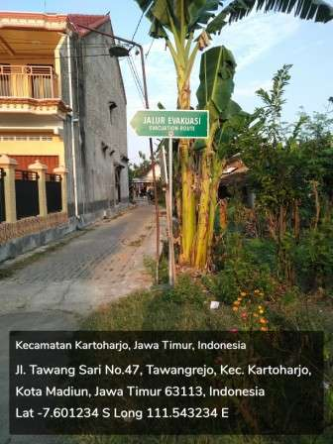 JALUR EVAKUASI
EVACUATION ROUTE
Kecamatan Kartoharjo, Jawa Timur, Indonesia
Jl. Tawang Sari No.47, Tawangrejo, Kec. Kartoharjo,
Kota Madiun, Jawa Timur 63113, Indonesia
Lat -7.601234 S Long 111.543234 E